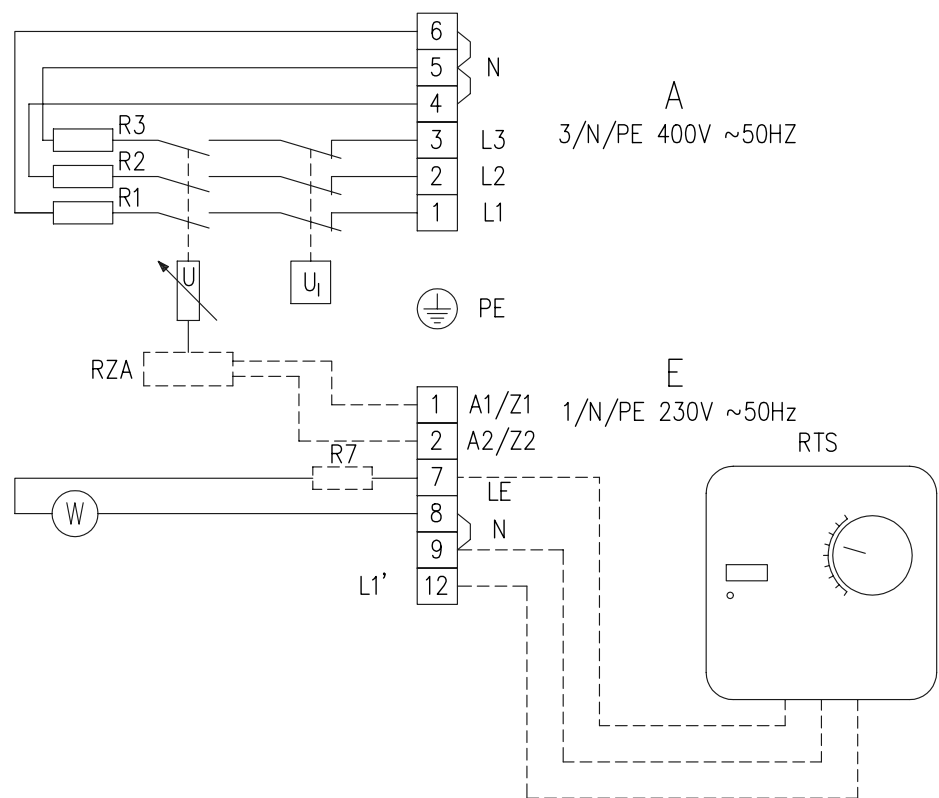 6
5 N
4
A
3/N/PE 400V ~50HZ
R3 3 L3
R2 2 L2
R1 1 L1
U
U₁
PE
RZA
E
1/N/PE 230V ~50Hz
1 A1/Z1
2 A2/Z2
RTS
R7 7 LE
W 8 N
9
L1’ 12